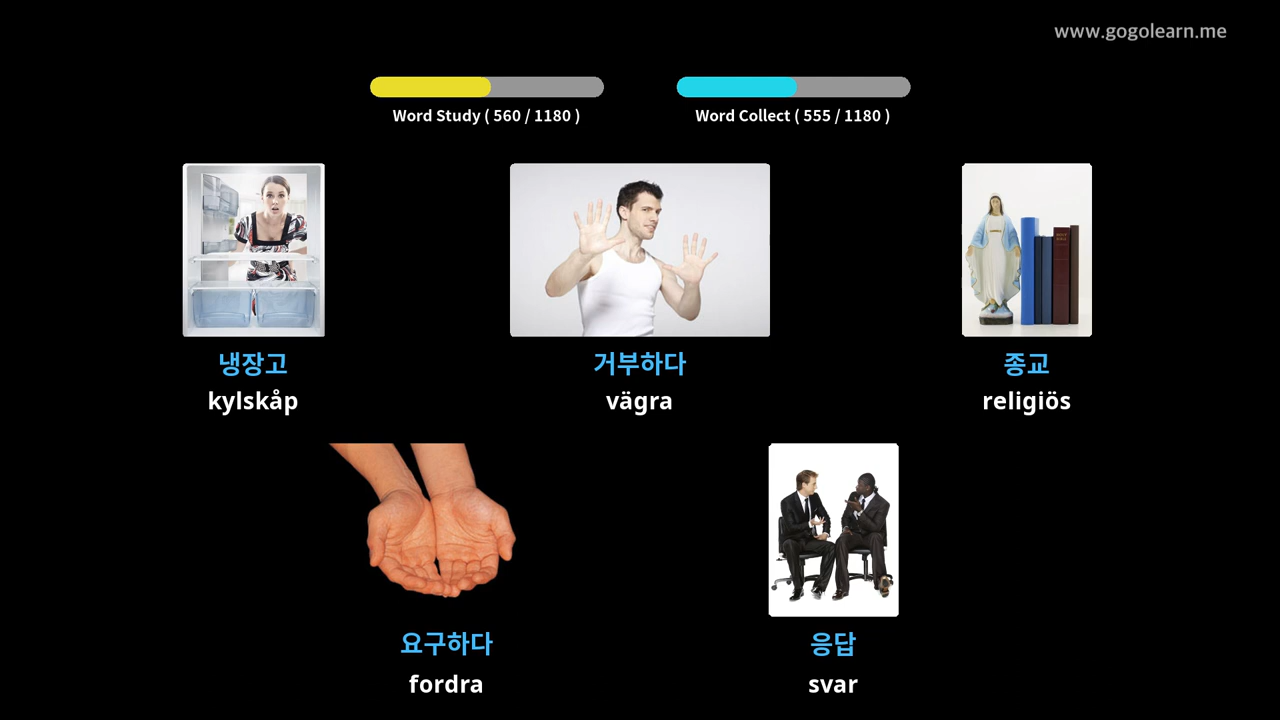 www.gogolearn.me
Word Study ( 560 / 1180 )
Word Collect ( 555 / 1180 )
냉장고
kylskåp
거부하다
vägra
종교
religiös
요구하다
fordra
응답
svar